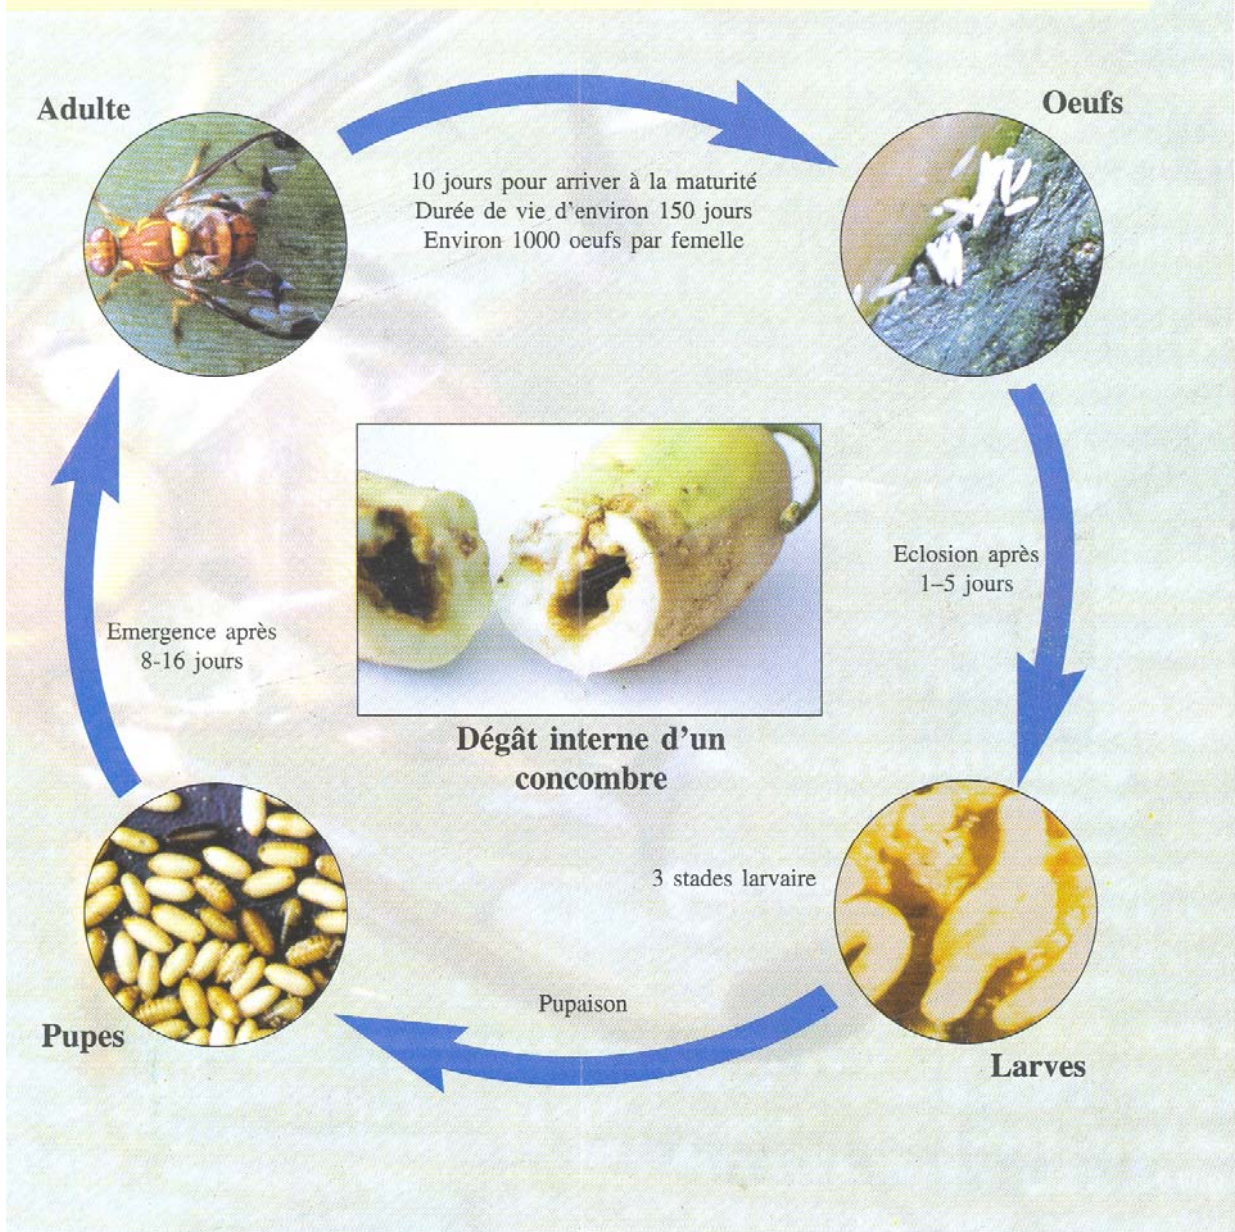 Adulte
Oeufs
10 jours pour arriver à la maturité
Durée de vie d'environ 150 jours
Environ 1000 oeufs par femelle
Eclosion après
1–5 jours
Emergence après
8-16 jours
Dégât interne d'un
concombre
3 stades larvaire
Pupaison
Pupes
Larves